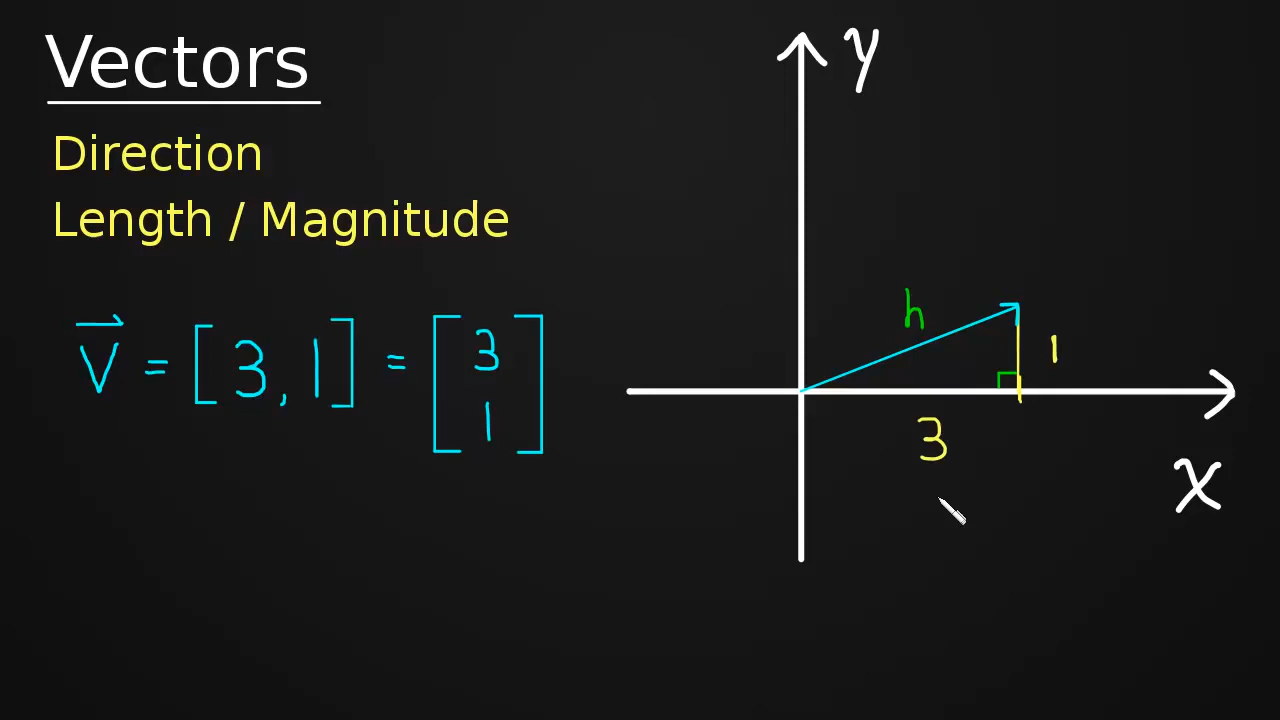 Vectors
Direction
Length / Magnitude
V = [3, 1] = [3
1]
y
h
1
3
x